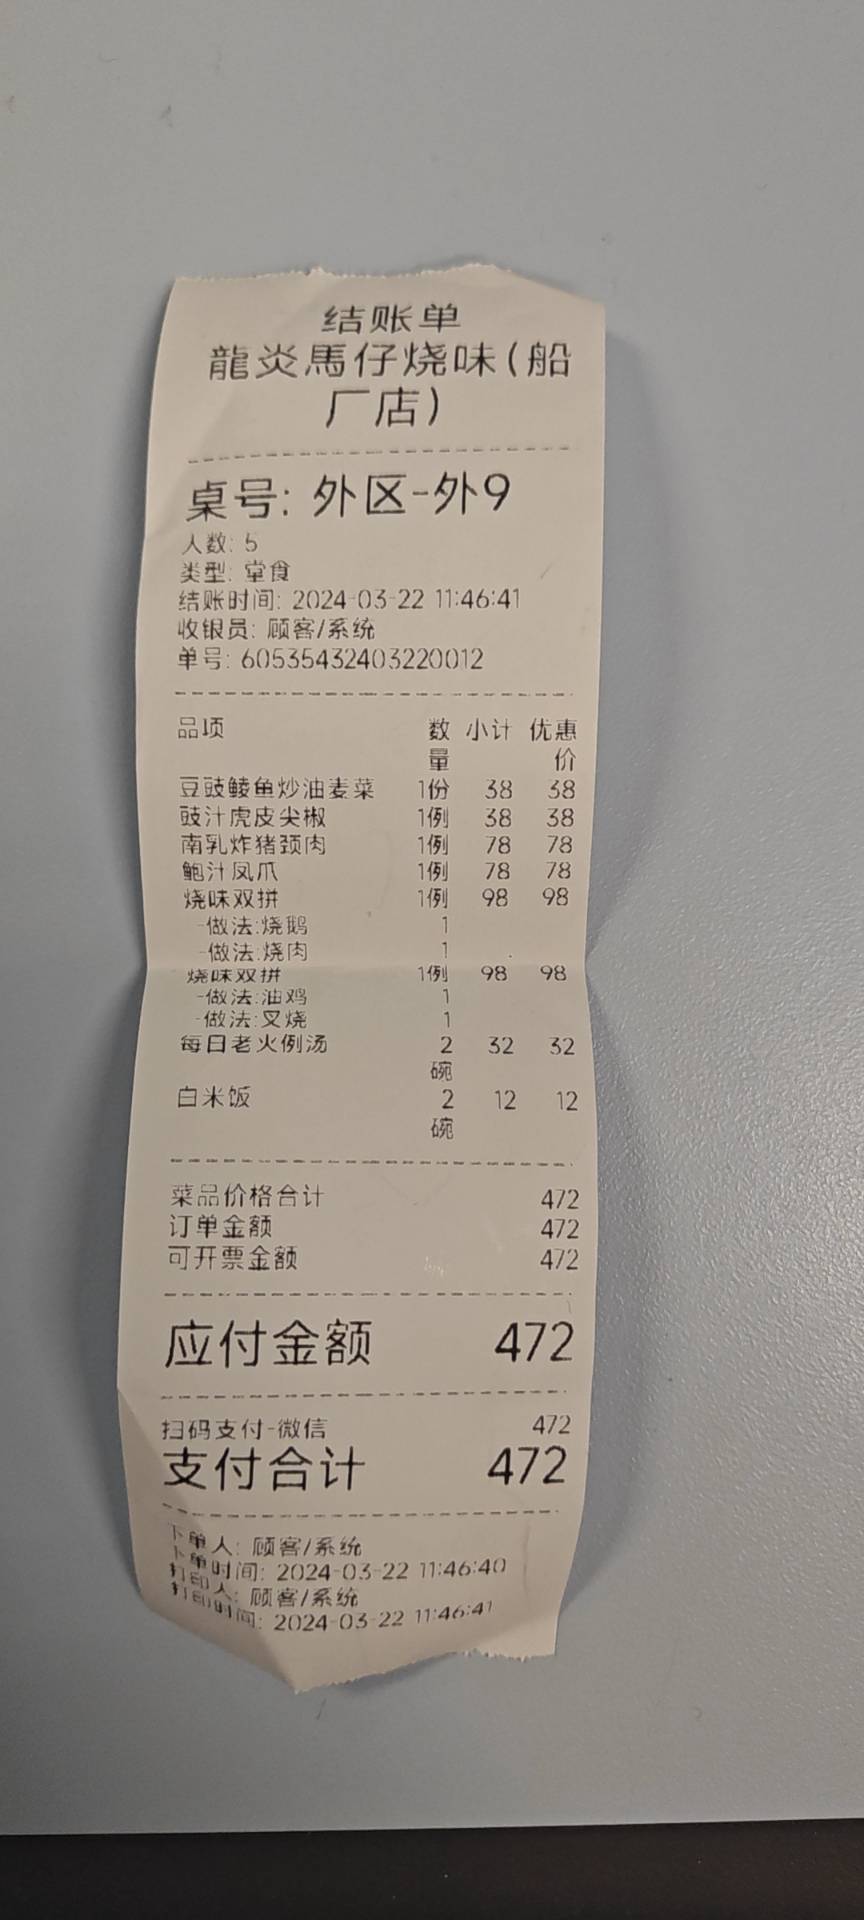 结账单
龍炎馬仔烧味(船
厂店)
桌号: 外区-外9
人数: 5
类型: 堂食
结账时间: 2024-03-22 11:46:41
收银员: 顾客/系统
单号: 605354432403220012
品项 数 小计 优惠
量 价
豆豉鲮鱼炒油麦菜 1份 38 38
豉汁虎皮尖椒 1例 38 38
南乳炸猪颈肉 1例 78 78
鲍汁凤爪 1例 78 78
烧味双拼 1例 98 98
-做法:烧鹅 1
-做法:烧肉 1
烧味双拼 1例 98 98
-做法:油鸡 1
-做法:叉烧 1
每日老火例汤 2 32 32
碗
白米饭 2 12 12
碗
菜品价格合计 472
订单金额 472
可开票金额 472
应付金额 472
扫码支付-微信 472
支付合计 472
下单人: 顾客/系统
下单时间: 2024-03-22 11:46:40
打印人: 顾客/系统
打印时间: 2024-03-22 11:46:41